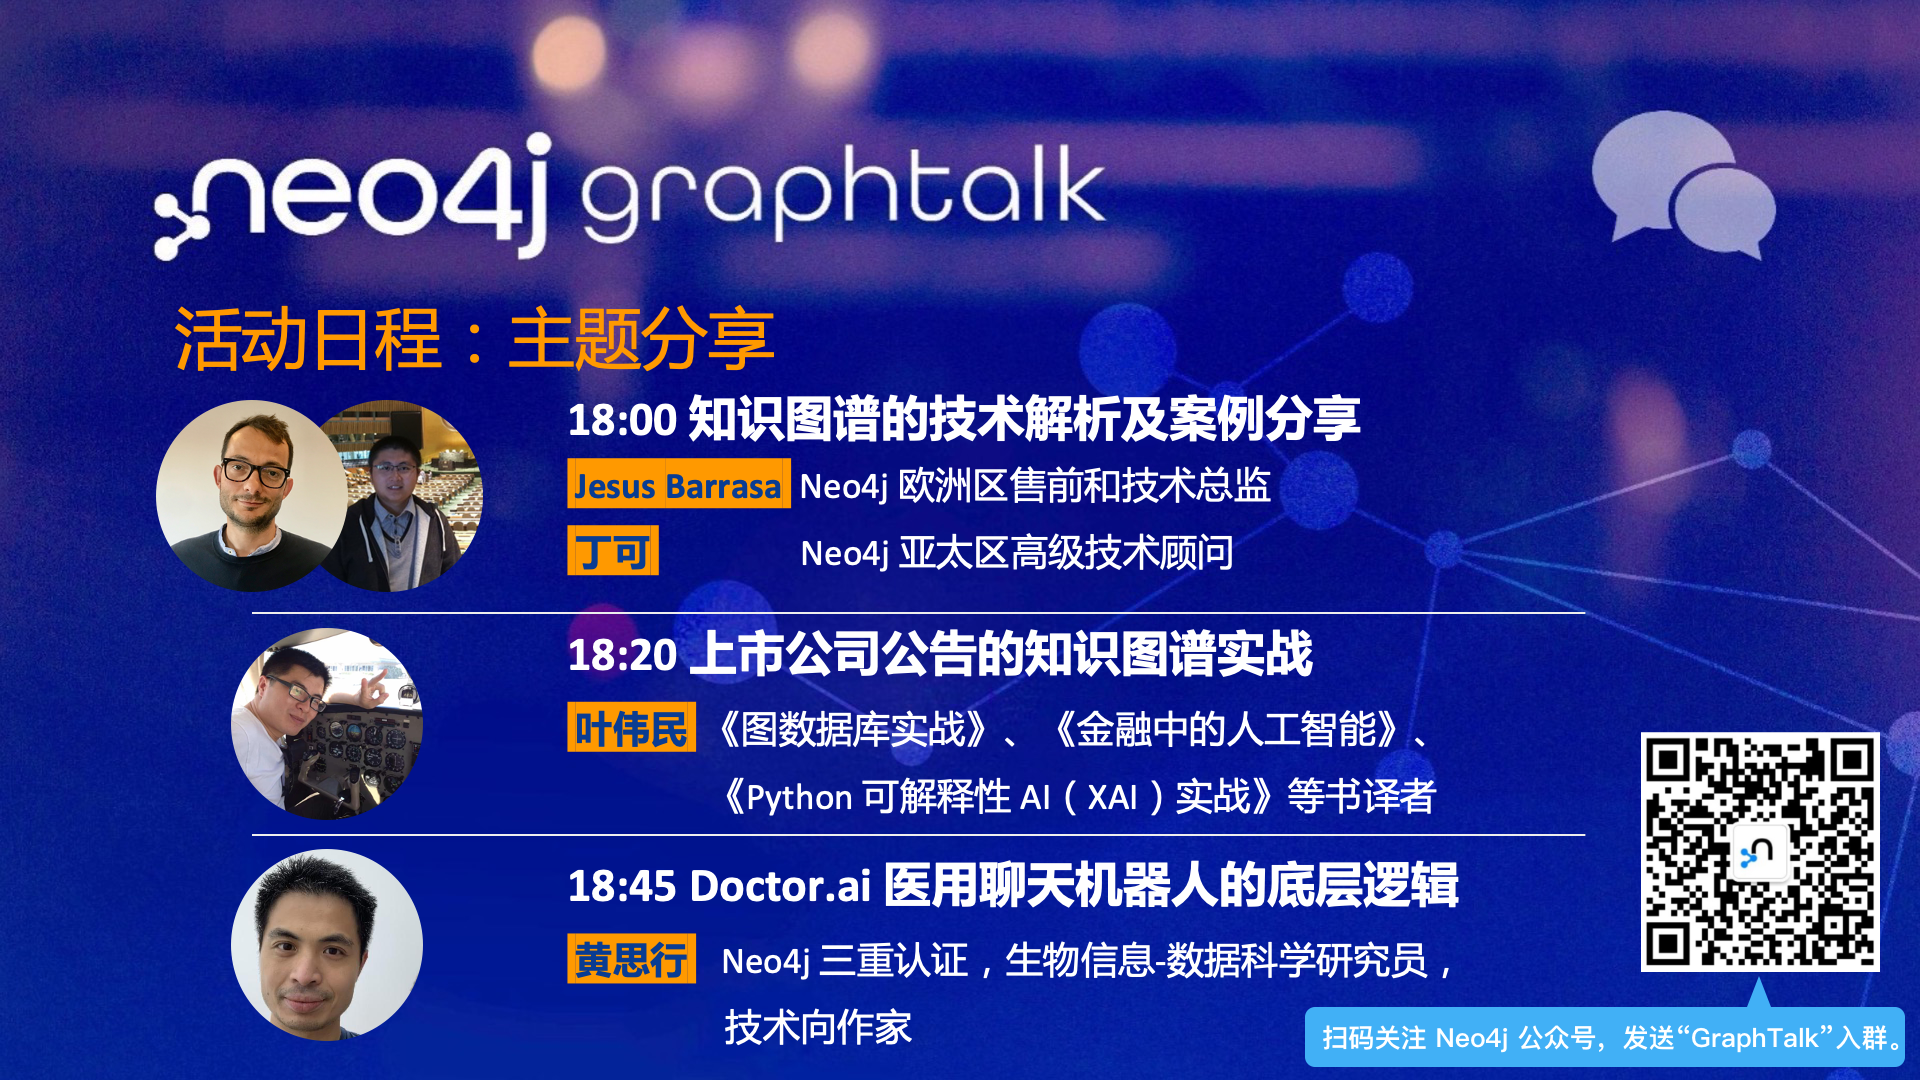 neo4j graphtalk
活动日程：主题分享
18:00 知识图谱的技术解析及案例分享
Jesus Barrasa Neo4j 欧洲区售前和技术总监
丁可 Neo4j 亚太区高级技术顾问
18:20 上市公司公告的知识图谱实战
叶伟民 《图数据库实战》、《金融中的人工智能》、
《Python 可解释性 AI（XAI）实战》等书译者
18:45 Doctor.ai 医用聊天机器人的底层逻辑
黄思行 Neo4j 三重认证，生物信息-数据科学研究员，
技术向作家
扫码关注 Neo4j 公众号，发送“GraphTalk”入群。